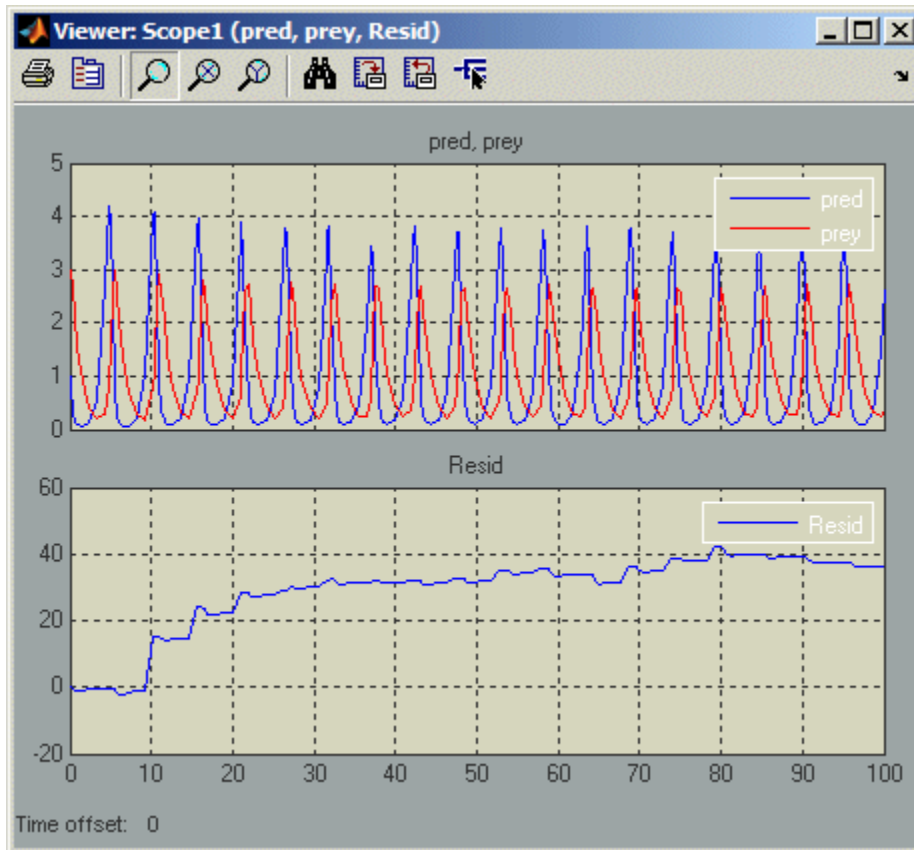 Viewer: Scope1 (pred, prey, Resid)
pred, prey
5
4
3
2
1
0
pred
prey
Resid
60
40
20
0
-20
Resid
0 10 20 30 40 50 60 70 80 90 100
Time offset: 0